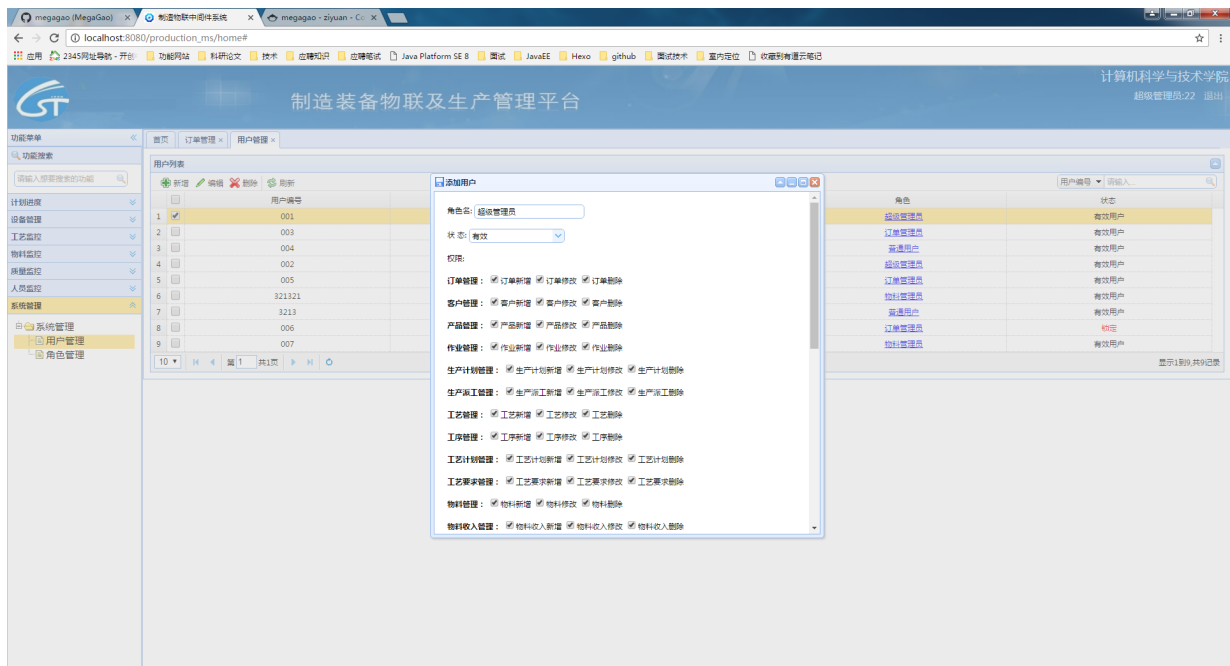 megagao (MegaGao) 制造物联中间件系统 megagao - ziyuan - Co
localhost:8080/production_ms/home#
应用 2345网址导航 - 开创 功能网站 科研论文 技术 应聘知识 应聘笔试 Java Platform SE 8 面试 JavaEE Hexo github 面试技术 室内定位 收藏到有道云笔记
计算机科学与技术学院
制造装备物联及生产管理平台
超级管理员:22 退出
功能菜单
首页 订单管理 用户管理
功能搜索
请输入想要搜索的功能
计划进度
设备管理
工艺监控
物料监控
质量监控
人员监控
系统管理
系统管理
用户管理
角色管理
用户列表
新增 编辑 删除 刷新
用户编号 请输入...
用户编号 角色 状态
1 001 超级管理员 有效用户
2 003 订单管理员 有效用户
3 004 普通用户 有效用户
4 002 超级管理员 有效用户
5 005 订单管理员 有效用户
6 321321 物料管理员 有效用户
7 3213 普通用户 有效用户
8 006 订单管理员 锁定
9 007 物料管理员 有效用户
10 第 1 共1页 显示1到9,共9记录
添加用户
角色名: 超级管理员
状态: 有效
权限:
订单管理： 订单新增 订单修改 订单删除
客户管理： 客户新增 客户修改 客户删除
产品管理： 产品新增 产品修改 产品删除
作业管理： 作业新增 作业修改 作业删除
生产计划管理： 生产计划新增 生产计划修改 生产计划删除
生产派工管理： 生产派工新增 生产派工修改 生产派工删除
工艺管理： 工艺新增 工艺修改 工艺删除
工序管理： 工序新增 工序修改 工序删除
工艺计划管理： 工艺计划新增 工艺计划修改 工艺计划删除
工艺要求管理： 工艺要求新增 工艺要求修改 工艺要求删除
物料管理： 物料新增 物料修改 物料删除
物料收入管理： 物料收入新增 物料收入修改 物料收入删除